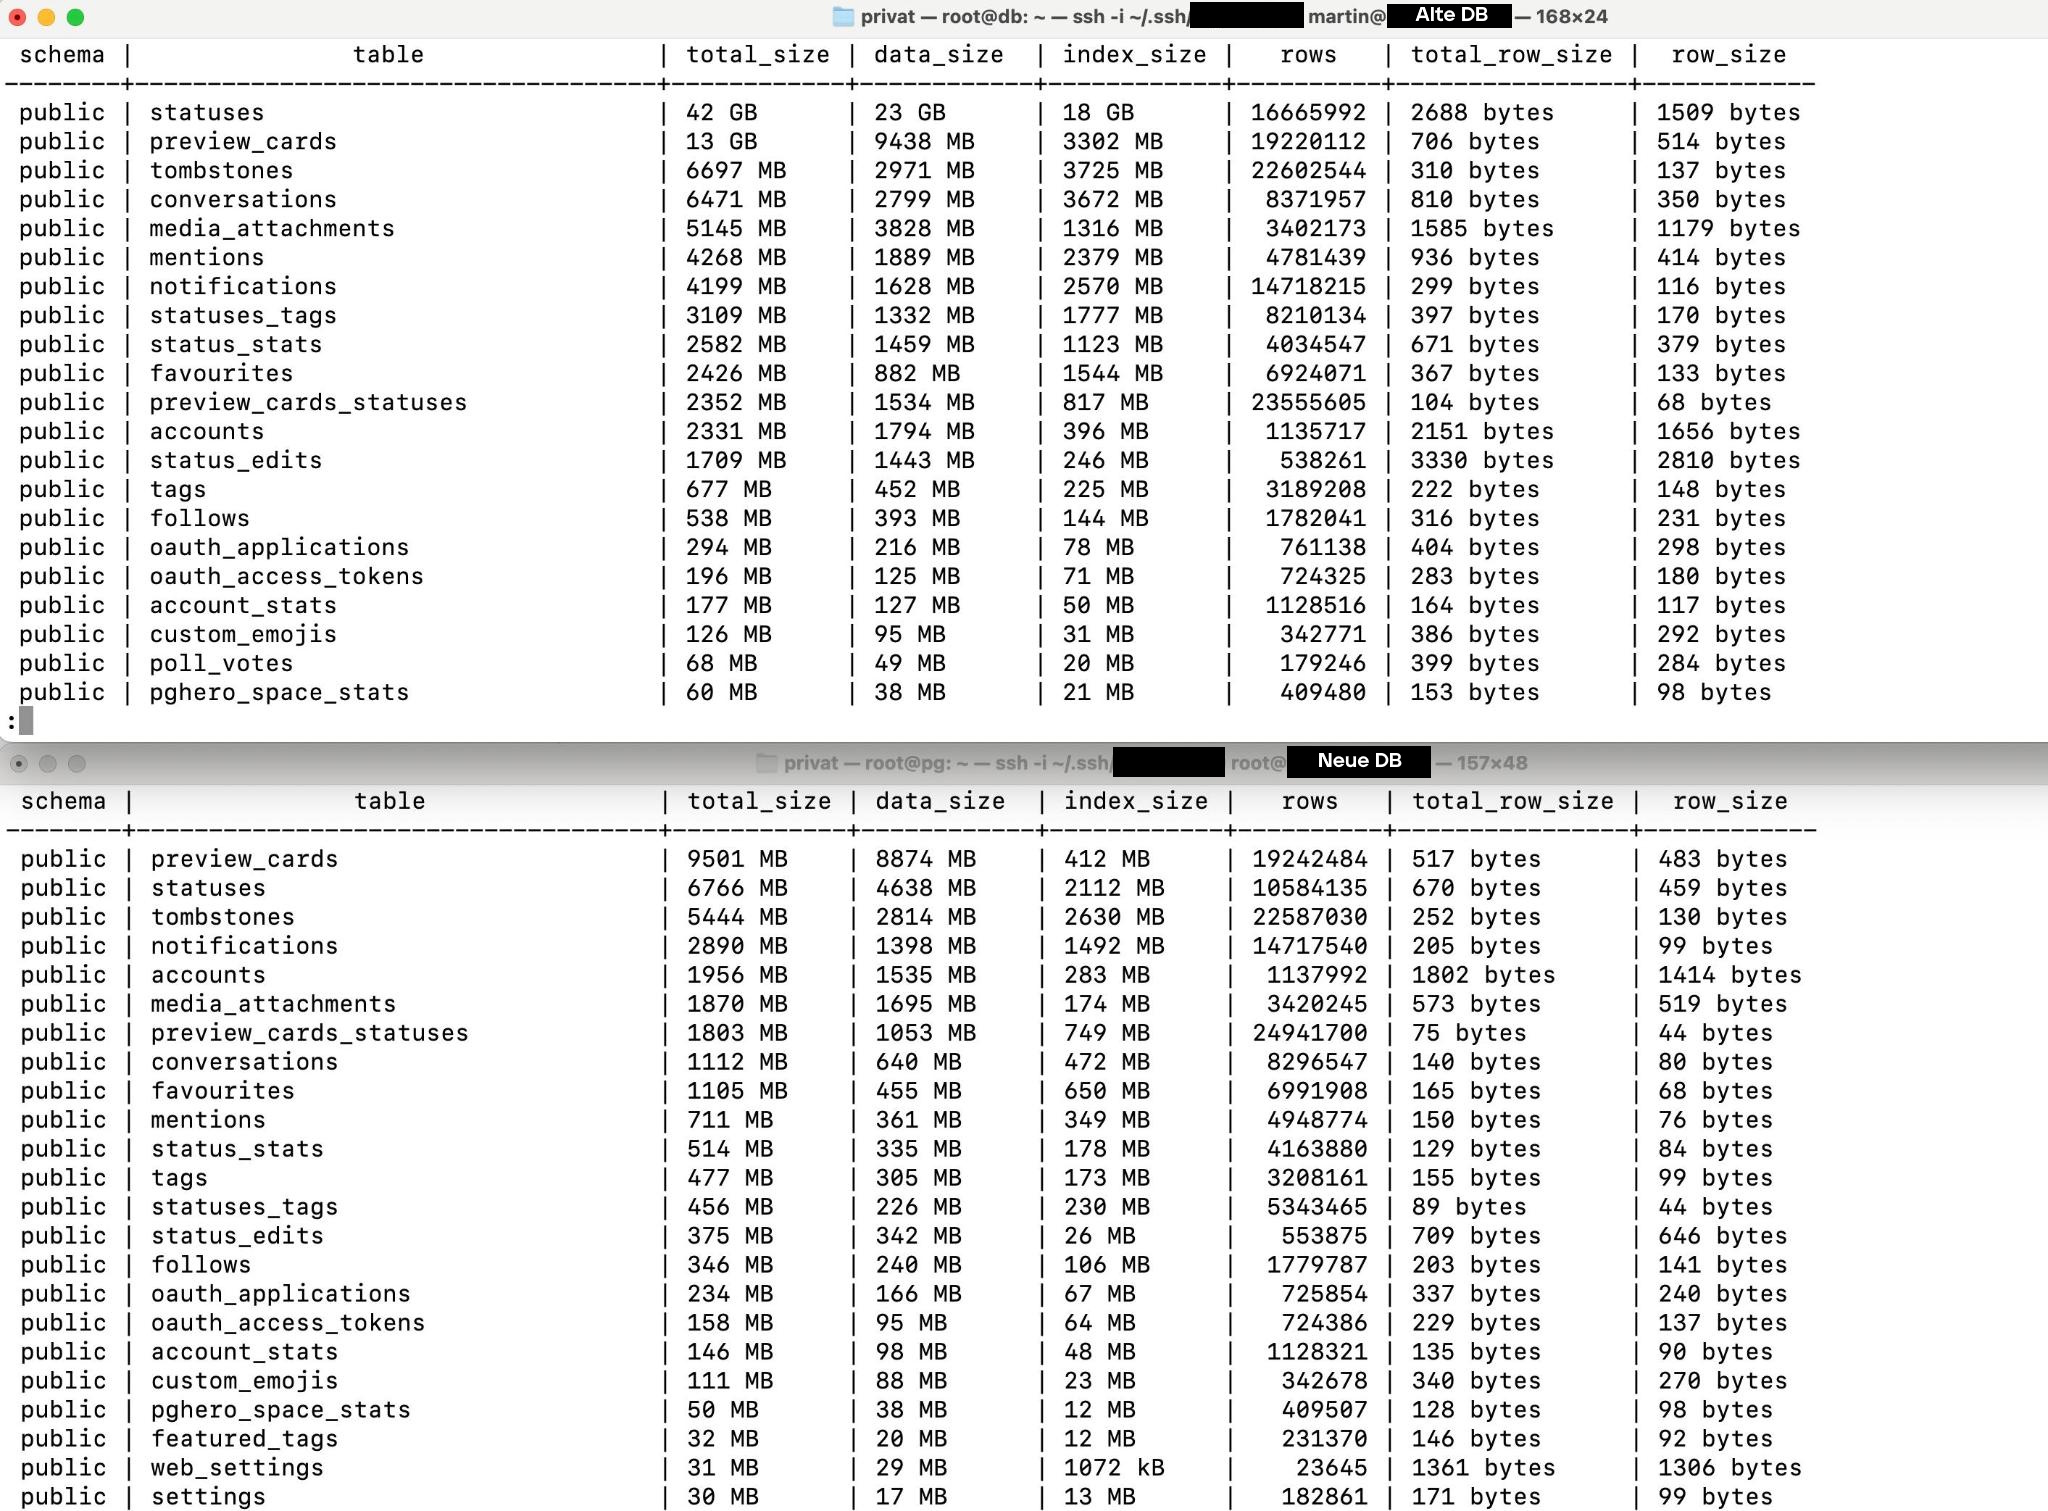 privat — root@db: ~ — ssh -i ~/.ssh/ martin@ Alte DB — 168×24
schema | table | total_size | data_size | index_size | rows | total_row_size | row_size
public | statuses | 42 GB | 23 GB | 18 GB | 16665992 | 2688 bytes | 1509 bytes
public | preview_cards | 13 GB | 9438 MB | 3302 MB | 19220112 | 706 bytes | 514 bytes
public | tombstones | 6697 MB | 2971 MB | 3725 MB | 22602544 | 310 bytes | 137 bytes
public | conversations | 6471 MB | 2799 MB | 3672 MB | 8371957 | 810 bytes | 350 bytes
public | media_attachments | 5145 MB | 3828 MB | 1316 MB | 3402173 | 1585 bytes | 1179 bytes
public | mentions | 4268 MB | 1889 MB | 2379 MB | 4781439 | 936 bytes | 414 bytes
public | notifications | 4199 MB | 1628 MB | 2570 MB | 14718215 | 299 bytes | 116 bytes
public | statuses_tags | 3109 MB | 1332 MB | 1777 MB | 8210134 | 397 bytes | 170 bytes
public | status_stats | 2582 MB | 1459 MB | 1123 MB | 4034547 | 671 bytes | 379 bytes
public | favourites | 2426 MB | 882 MB | 1544 MB | 6924071 | 367 bytes | 133 bytes
public | preview_cards_statuses | 2352 MB | 1534 MB | 817 MB | 23555605 | 104 bytes | 68 bytes
public | accounts | 2331 MB | 1794 MB | 396 MB | 1135717 | 2151 bytes | 1656 bytes
public | status_edits | 1709 MB | 1443 MB | 246 MB | 538261 | 3330 bytes | 2810 bytes
public | tags | 677 MB | 452 MB | 225 MB | 3189208 | 222 bytes | 148 bytes
public | follows | 538 MB | 393 MB | 144 MB | 1782041 | 316 bytes | 231 bytes
public | oauth_applications | 294 MB | 216 MB | 78 MB | 761138 | 404 bytes | 298 bytes
public | oauth_access_tokens | 196 MB | 125 MB | 71 MB | 724325 | 283 bytes | 180 bytes
public | account_stats | 177 MB | 127 MB | 50 MB | 1128516 | 164 bytes | 117 bytes
public | custom_emojis | 126 MB | 95 MB | 31 MB | 342771 | 386 bytes | 292 bytes
public | poll_votes | 68 MB | 49 MB | 20 MB | 179246 | 399 bytes | 284 bytes
public | pghero_space_stats | 60 MB | 38 MB | 21 MB | 409480 | 153 bytes | 98 bytes
:
privat — root@pg: ~ — ssh -i ~/.ssh/ root@ Neue DB — 157×48
schema | table | total_size | data_size | index_size | rows | total_row_size | row_size
public | preview_cards | 9501 MB | 8874 MB | 412 MB | 19242484 | 517 bytes | 483 bytes
public | statuses | 6766 MB | 4638 MB | 2112 MB | 10584135 | 670 bytes | 459 bytes
public | tombstones | 5444 MB | 2814 MB | 2630 MB | 22587030 | 252 bytes | 130 bytes
public | notifications | 2890 MB | 1398 MB | 1492 MB | 14717540 | 205 bytes | 99 bytes
public | accounts | 1956 MB | 1535 MB | 283 MB | 1137992 | 1802 bytes | 1414 bytes
public | media_attachments | 1870 MB | 1695 MB | 174 MB | 3420245 | 573 bytes | 519 bytes
public | preview_cards_statuses | 1803 MB | 1053 MB | 749 MB | 24941700 | 75 bytes | 44 bytes
public | conversations | 1112 MB | 640 MB | 472 MB | 8296547 | 140 bytes | 80 bytes
public | favourites | 1105 MB | 455 MB | 650 MB | 6991908 | 165 bytes | 68 bytes
public | mentions | 711 MB | 361 MB | 349 MB | 4948774 | 150 bytes | 76 bytes
public | status_stats | 514 MB | 335 MB | 178 MB | 4163880 | 129 bytes | 84 bytes
public | tags | 477 MB | 305 MB | 173 MB | 3208161 | 155 bytes | 99 bytes
public | statuses_tags | 456 MB | 226 MB | 230 MB | 5343465 | 89 bytes | 44 bytes
public | status_edits | 375 MB | 342 MB | 26 MB | 553875 | 709 bytes | 646 bytes
public | follows | 346 MB | 240 MB | 106 MB | 1779787 | 203 bytes | 141 bytes
public | oauth_applications | 234 MB | 166 MB | 67 MB | 725854 | 337 bytes | 240 bytes
public | oauth_access_tokens | 158 MB | 95 MB | 64 MB | 724386 | 229 bytes | 137 bytes
public | account_stats | 146 MB | 98 MB | 48 MB | 1128321 | 135 bytes | 90 bytes
public | custom_emojis | 111 MB | 88 MB | 23 MB | 342678 | 340 bytes | 270 bytes
public | pghero_space_stats | 50 MB | 38 MB | 12 MB | 409507 | 128 bytes | 98 bytes
public | featured_tags | 32 MB | 20 MB | 12 MB | 231370 | 146 bytes | 92 bytes
public | web_settings | 31 MB | 29 MB | 1072 kB | 23645 | 1361 bytes | 1306 bytes
public | settings | 30 MB | 17 MB | 13 MB | 182861 | 171 bytes | 99 bytes